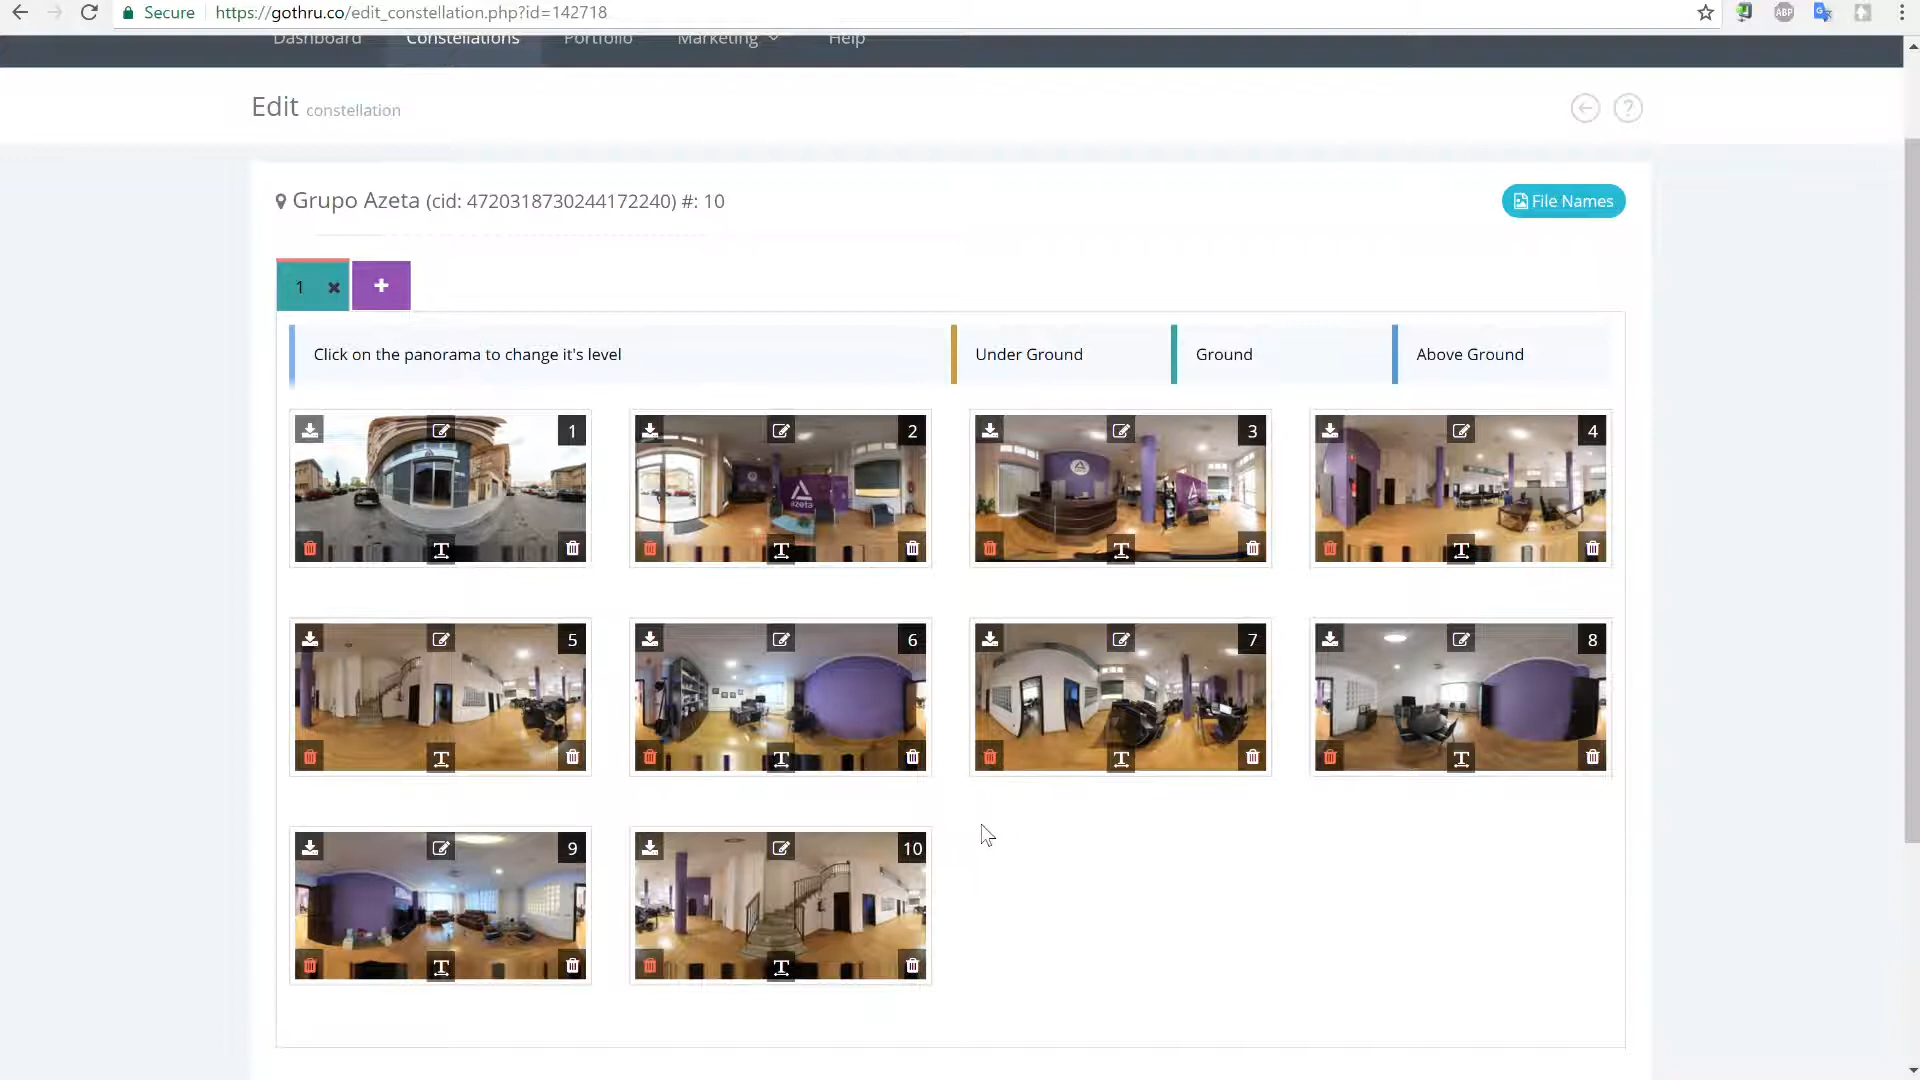 Secure https://gothru.co/edit_constellation.php?id=142718
Dashboard Constellations Portfolio Marketing Help
Edit constellation
Grupo Azeta (cid: 4720318730244172240) #: 10
File Names
1
Click on the panorama to change it's level
Under Ground
Ground
Above Ground
1 2 3 4
azeta
5 6 7 8
9 10